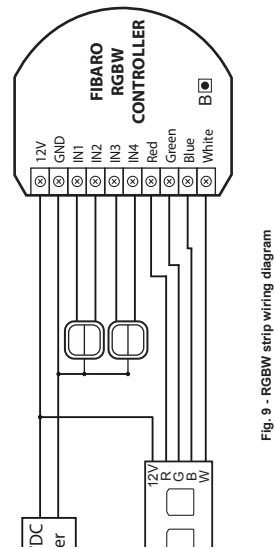 FIBARO
RGBW
CONTROLLER
B
12V
GND
IN1
IN2
IN3
IN4
Red
Green
Blue
White
12V
R
G
B
W
DC
Fig. 9 - RGBW strip wiring diagram